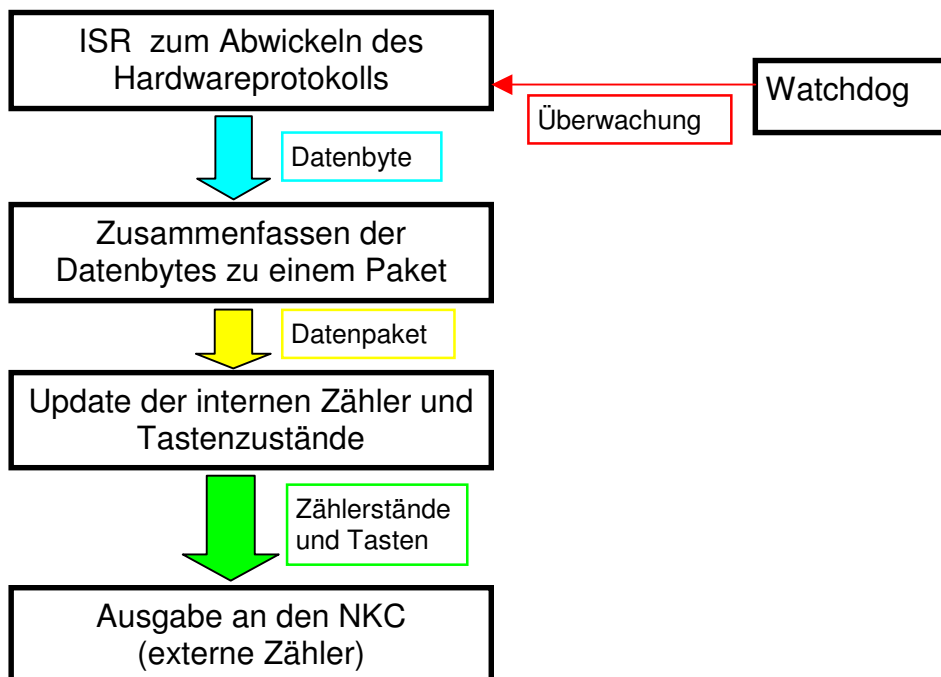 ISR zum Abwickeln des
Hardwareprotokolls
Watchdog
Überwachung
Datenbyte
Zusammenfassen der
Datenbytes zu einem Paket
Datenpaket
Update der internen Zähler und
Tastenzustände
Zählerstände
und Tasten
Ausgabe an den NKC
(externe Zähler)